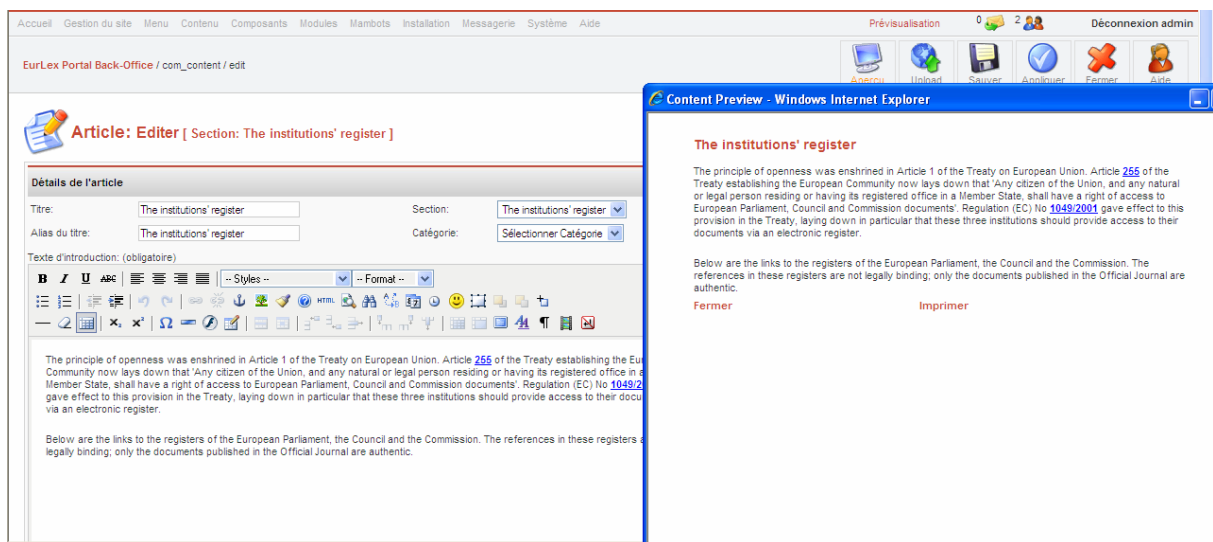 Accueil Gestion du site Menu Contenu Composants Modules Mambots Installation Messagerie Système Aide
Prévisualisation 0 2 Déconnexion admin
EurLex Portal Back-Office / com_content / edit
Aperçu Upload Sauver Appliquer Fermer Aide
Article: Editer [ Section: The institutions' register ]
Détails de l'article
Titre: The institutions' register Section: The institutions' register
Alias du titre: The institutions' register Catégorie: Sélectionner Catégorie
Texte d'introduction: (obligatoire)
B I U ABC -- Styles -- -- Format --
HTML
The principle of openness was enshrined in Article 1 of the Treaty on European Union. Article 255 of the Treaty establishing the Eur
Community now lays down that 'Any citizen of the Union, and any natural or legal person residing or having its registered office in a
Member State, shall have a right of access to European Parliament, Council and Commission documents'. Regulation (EC) No 1049/2
gave effect to this provision in the Treaty, laying down in particular that these three institutions should provide access to their docu
via an electronic register.
Below are the links to the registers of the European Parliament, the Council and the Commission. The references in these registers a
legally binding; only the documents published in the Official Journal are authentic.
Content Preview - Windows Internet Explorer
The institutions' register
The principle of openness was enshrined in Article 1 of the Treaty on European Union. Article 255 of the
Treaty establishing the European Community now lays down that 'Any citizen of the Union, and any natural
or legal person residing or having its registered office in a Member State, shall have a right of access to
European Parliament, Council and Commission documents'. Regulation (EC) No 1049/2001 gave effect to this
provision in the Treaty, laying down in particular that these three institutions should provide access to their
documents via an electronic register.
Below are the links to the registers of the European Parliament, the Council and the Commission. The
references in these registers are not legally binding; only the documents published in the Official Journal are
authentic.
Fermer Imprimer